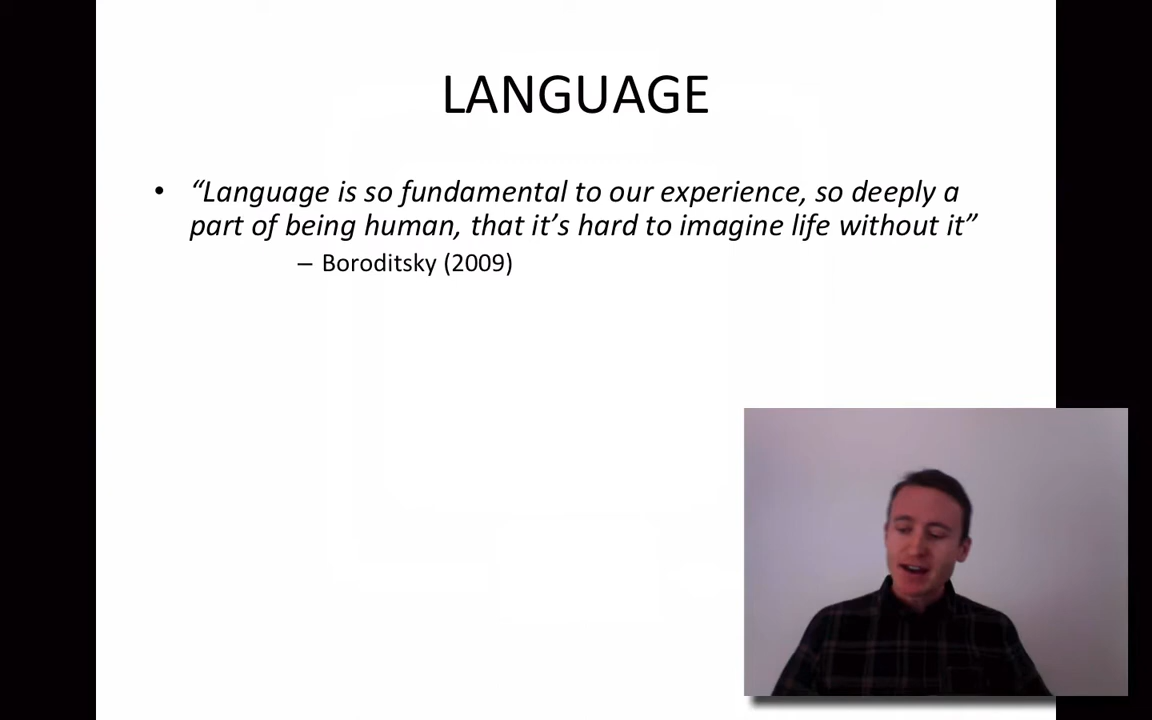 LANGUAGE
• “Language is so fundamental to our experience, so deeply a
part of being human, that it’s hard to imagine life without it”
– Boroditsky (2009)